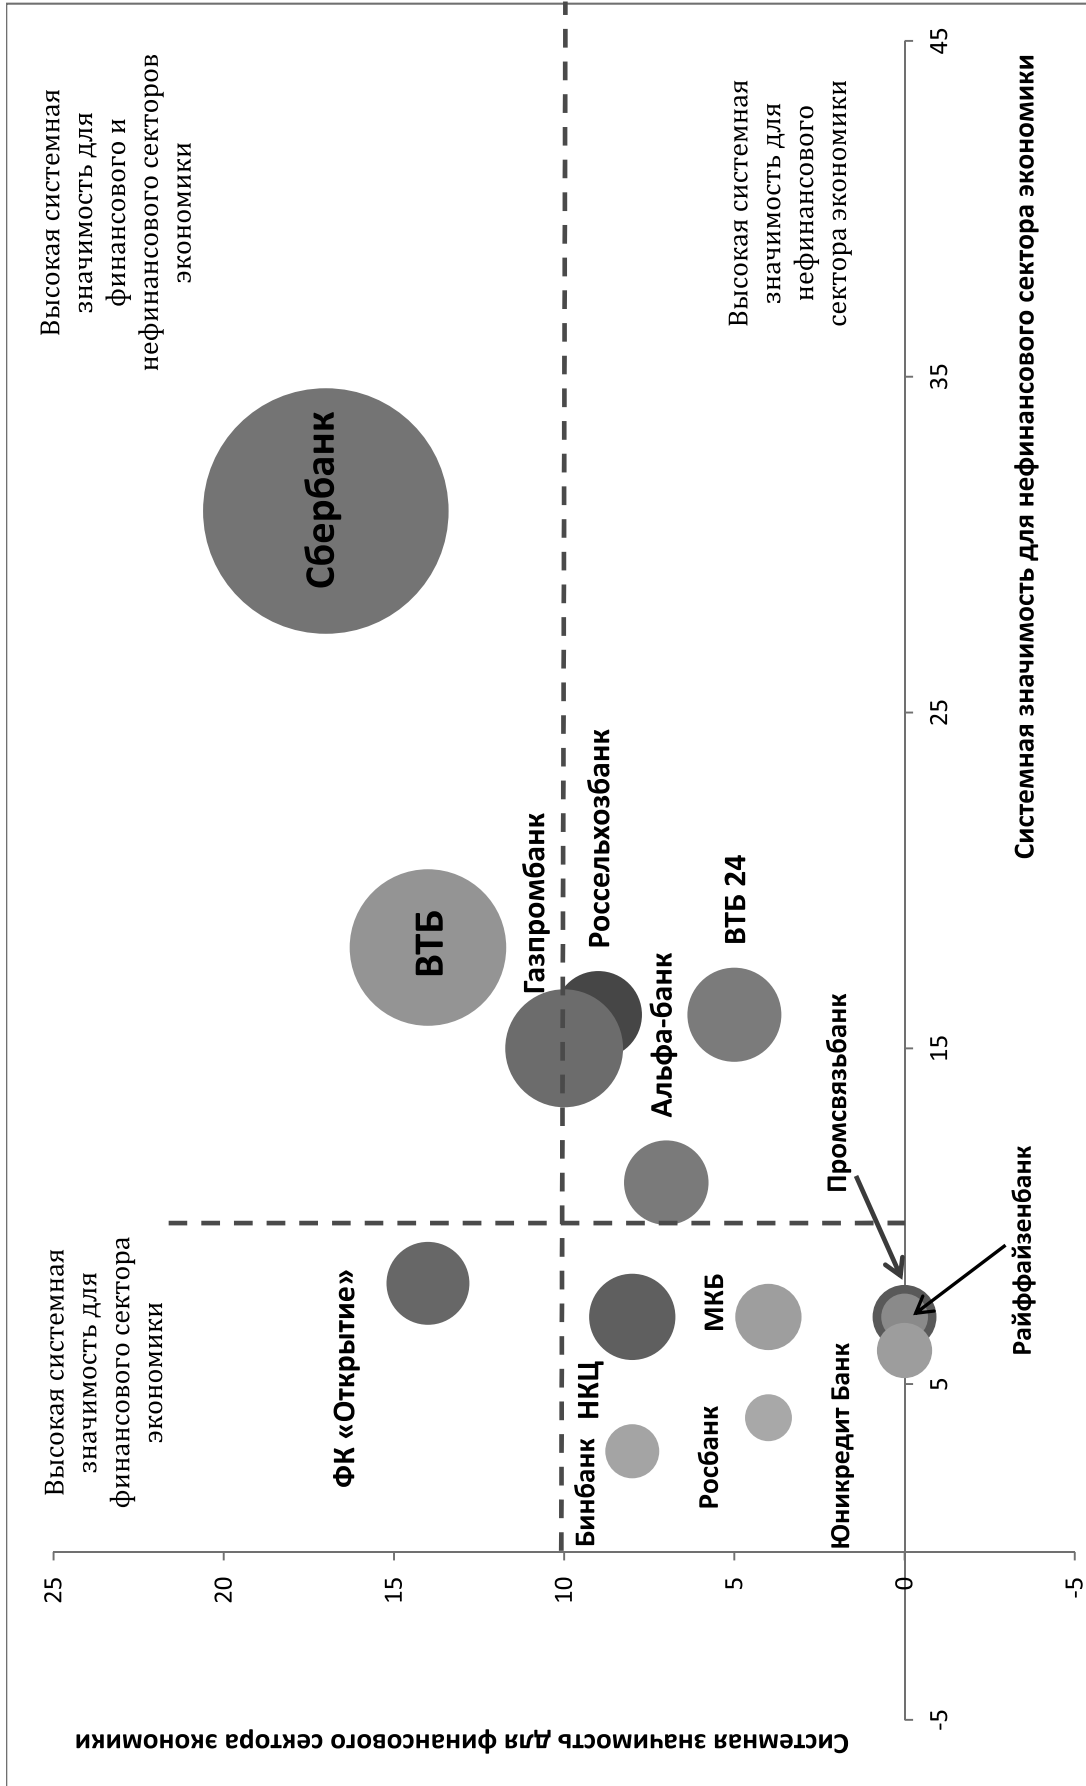 Высокая системная
значимость для
финансового сектора
экономики
Высокая системная
значимость для
финансового и
нефинансового секторов
экономики
25
20
15
10
5
0
-5
ФК «Открытие»
ВТБ
Сбербанк
Газпромбанк
Россельхозбанк
Бинбанк
НКЦ
Альфа-банк
Росбанк
МКБ
ВТБ 24
Высокая системная
значимость для
нефинансового
сектора экономики
Юникредит Банк
Промсвязьбанк
Райффайзенбанк
-5
5
15
25
35
45
Системная значимость для нефинансового сектора экономики
Системная значимость для финансового сектора экономики